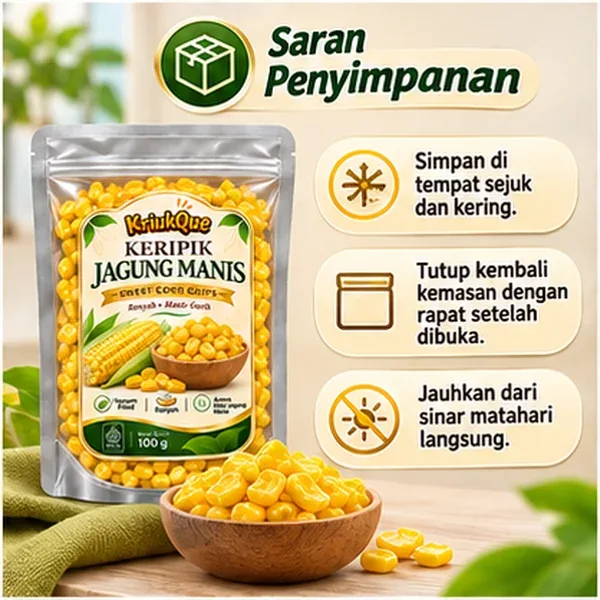 Saran
Penyimpanan
Simpan di
tempat sejuk
dan kering.
KriukQue
KERIPIK
JAGUNG MANIS
Tutup kembali
kemasan dengan
rapat setelah
dibuka.
100 g
Jauhkan dari
sinar matahari
langsung.